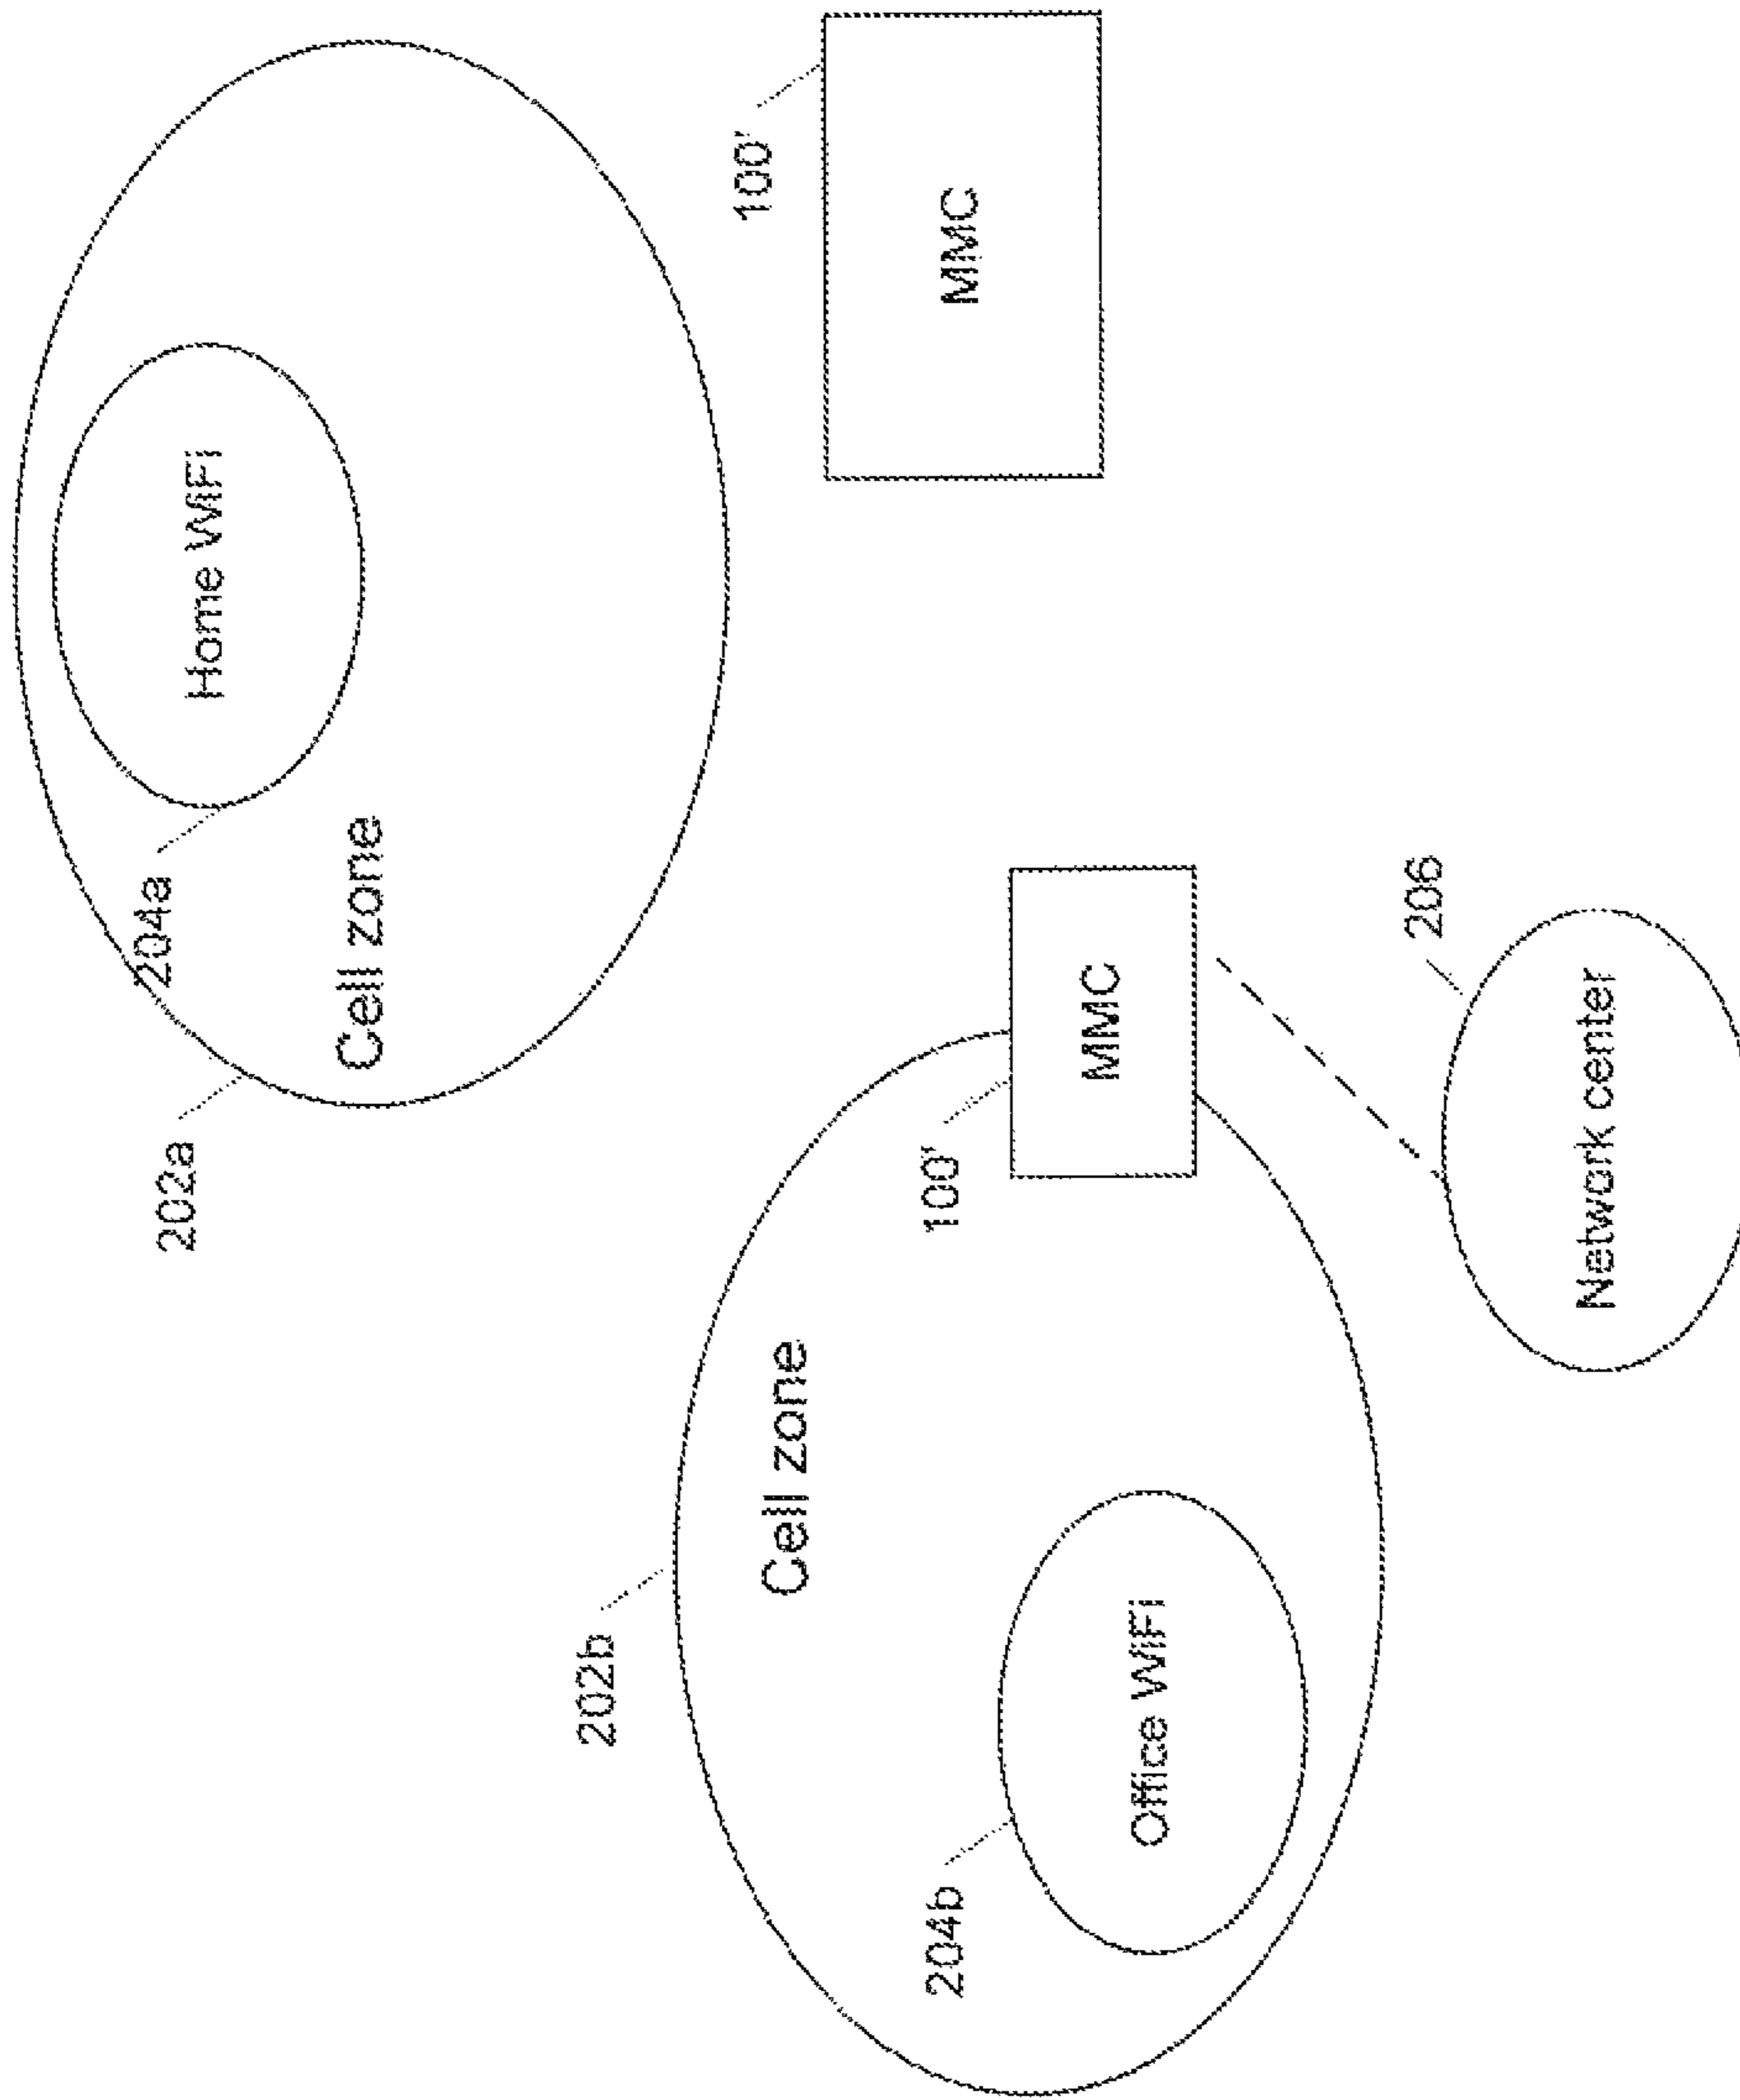 202a
204a
Home WiFi
Cell zone
100'
MMC
202b
Cell zone
204b
Office WiFi
100'
MMC
206
Network center